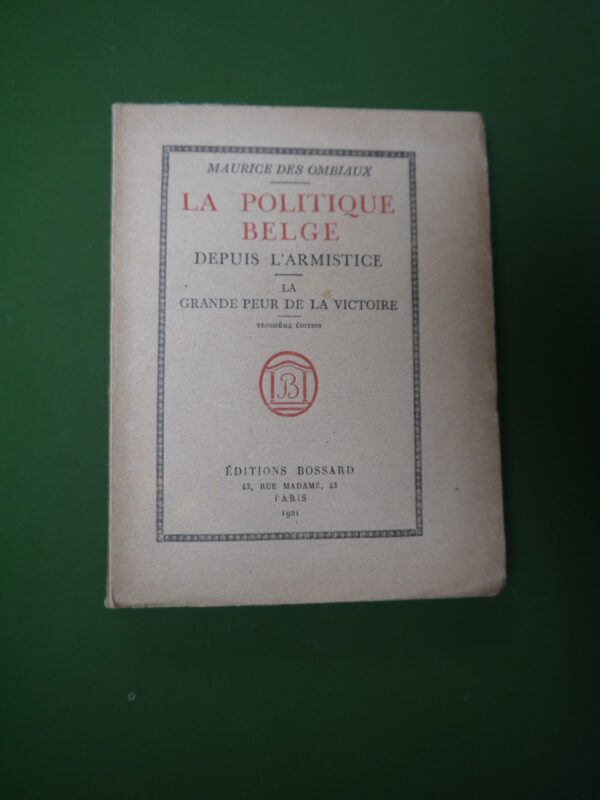 MAURICE DES OMBIAUX
LA POLITIQUE
BELGE
DEPUIS L'ARMISTICE
LA
GRANDE PEUR DE LA VICTOIRE
TROISIÈME ÉDITION
B
ÉDITIONS BOSSARD
43, RUE MADAME, 43
PARIS
1921